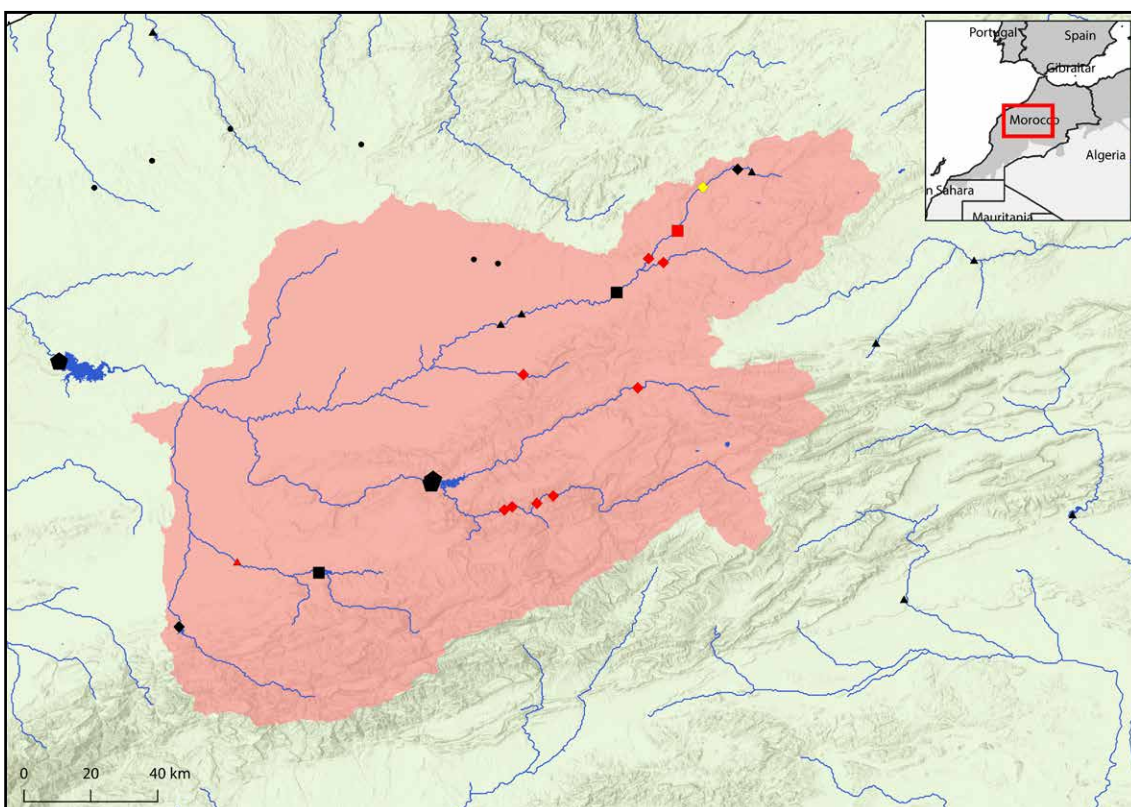 Portugal
Spain
Gibraltar
Morocco
Algeria
n Sahara
Mauritania
0 20 40 km